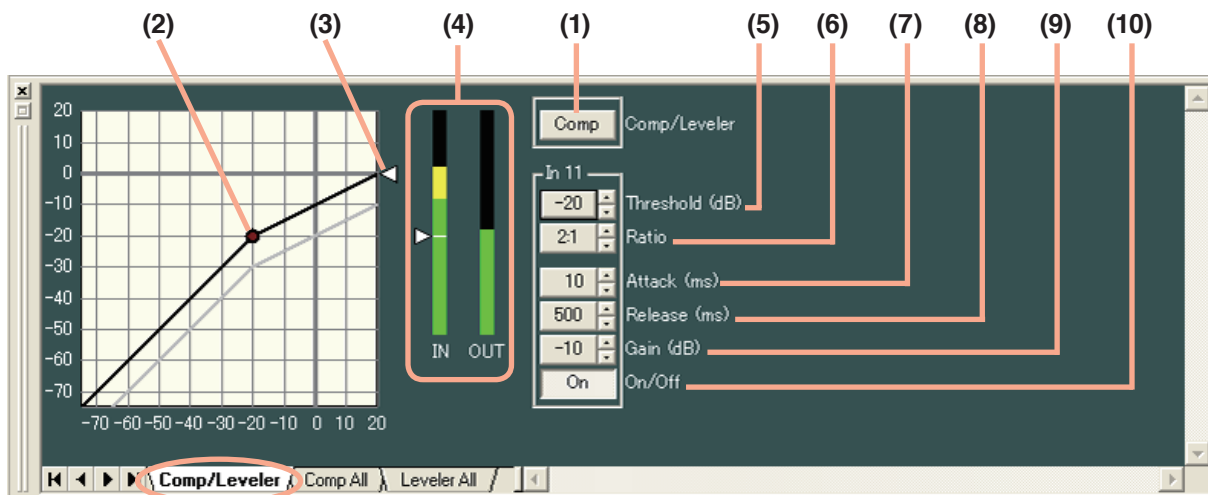 (2) (3) (4) (1) (5) (6) (7) (8) (9) (10)
20
10
0
-10
-20
-30
-40
-50
-60
-70
-70 -60 -50 -40 -30 -20 -10 0 10 20
IN OUT
Comp Comp/Leveler
In 11
-20 Threshold (dB)
2:1 Ratio
10 Attack (ms)
500 Release (ms)
-10 Gain (dB)
On On/Off
Comp/Leveler Comp All Leveler All